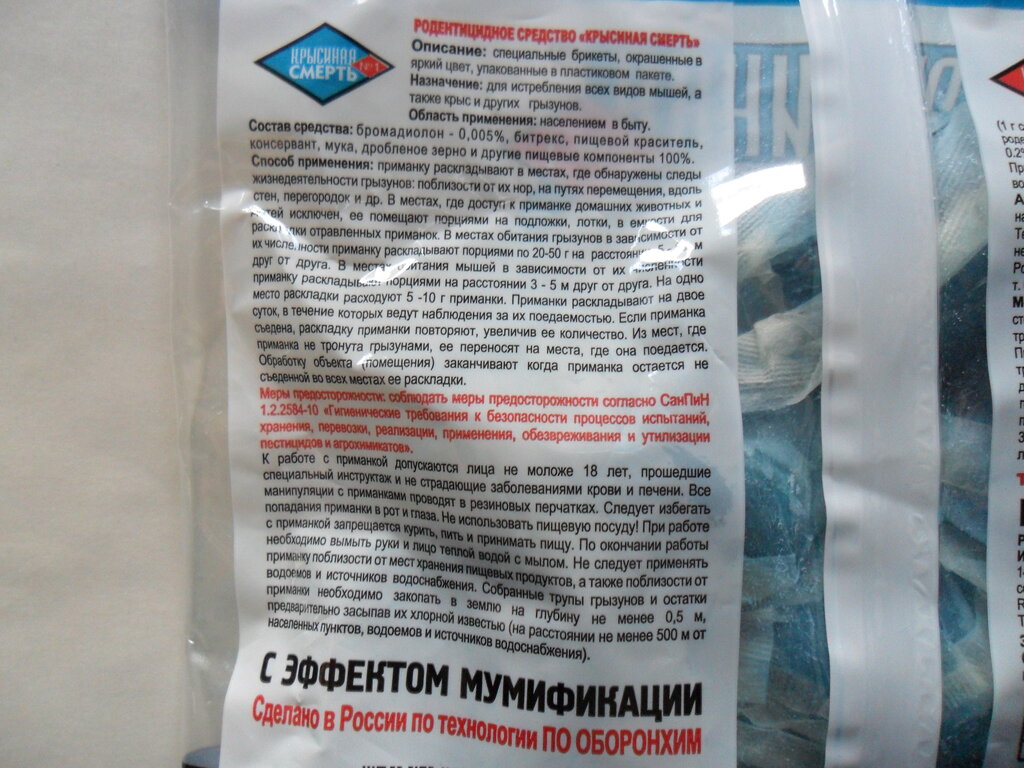 КРЫСИНАЯ
СМЕРТЬ №1
РОДЕНТИЦИДНОЕ СРЕДСТВО «КРЫСИНАЯ СМЕРТЬ»
Описание: специальные брикеты, окрашенные в
яркий цвет, упакованные в пластиковом пакете.
Назначение: для истребления всех видов мышей, а
также крыс и других грызунов.
Область применения: населением в быту.
Состав средства: бромадиолон - 0,005%, битрекс, пищевой краситель,
консервант, мука, дробленое зерно и другие пищевые компоненты 100%.
Способ применения: приманку раскладывают в местах, где обнаружены следы
жизнедеятельности грызунов: поблизости от их нор, на путях перемещения, вдоль
стен, перегородок и др. В местах, где доступ к приманке домашних животных и
детей исключен, ее помещают порциями на подложки, лотки, в емкости для
раскладки отравленных приманок. В местах обитания грызунов в зависимости от
их численности приманку раскладывают порциями по 20-50 г на расстоянии м
друг от друга. В местах обитания мышей в зависимости от их численности
приманку раскладывают порциями на расстоянии 3 - 5 м друг от друга. На одно
место раскладки расходуют 5 -10 г приманки. Приманки раскладывают на двое
суток, в течение которых ведут наблюдения за их поедаемостью. Если приманка
съедена, раскладку приманки повторяют, увеличив ее количество. Из мест, где
приманка не тронута грызунами, ее переносят на места, где она поедается.
Обработку объекта (помещения) заканчивают когда приманка остается не
съеденной во всех местах ее раскладки.
Меры предосторожности: соблюдать меры предосторожности согласно СанПиН
1.2.2584-10 «Гигиенические требования к безопасности процессов испытаний,
хранения, перевозки, реализации, применения, обезвреживания и утилизации
пестицидов и агрохимикатов».
К работе с приманкой допускаются лица не моложе 18 лет, прошедшие
специальный инструктаж и не страдающие заболеваниями крови и печени. Все
манипуляции с приманками проводят в резиновых перчатках. Следует избегать
попадания приманки в рот и глаза. Не использовать пищевую посуду! При работе
с приманкой запрещается курить, пить и принимать пищу. По окончании работы
необходимо вымыть руки и лицо теплой водой с мылом. Не следует применять
приманку поблизости от мест хранения пищевых продуктов, а также поблизости от
водоемов и источников водоснабжения. Собранные трупы грызунов и остатки
приманки необходимо закопать в землю на глубину не менее 0,5 м,
предварительно засыпав их хлорной известью (на расстоянии не менее 500 м от
населенных пунктов, водоемов и источников водоснабжения).
С ЭФФЕКТОМ МУМИФИКАЦИИ
Сделано в России по технологии ПО ОБОРОНХИМ